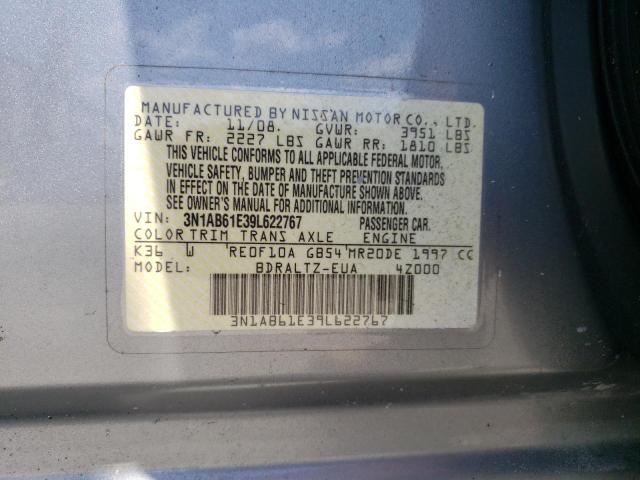 MANUFACTURED BY NISSAN MOTOR CO., LTD.
DATE: 11/08. GVWR: 3951 LBS
GAWR FR: 2227 LBS GAWR RR: 1810 LBS
THIS VEHICLE CONFORMS TO ALL APPLICABLE FEDERAL MOTOR
VEHICLE SAFETY, BUMPER AND THEFT PREVENTION STANDARDS
IN EFFECT ON THE DATE OF MANUFACTURE SHOWN ABOVE.
SEE OWNER'S MANUAL FOR ADDITIONAL INFORMATION.
VIN: 3N1AB61E39L622767 PASSENGER CAR.
COLOR TRIM TRANS AXLE ENGINE
K36 W RE0F10A GB54 MR20DE 1997 CC
MODEL: BDRALTZ-EUA 4Z000
3N1AB61E39L622767